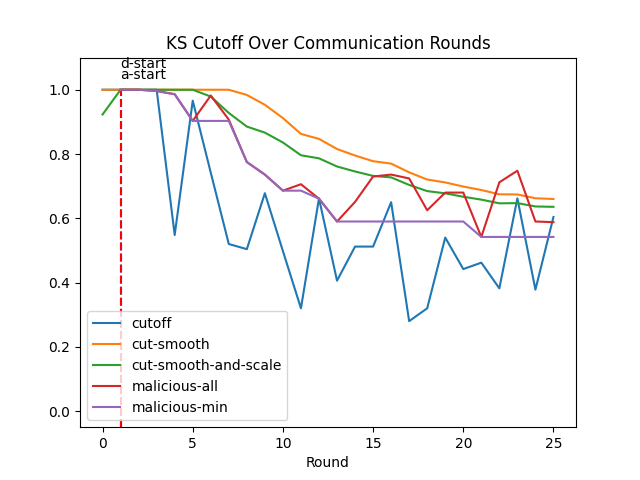 KS Cutoff Over Communication Rounds
d-start
a-start
1.0
0.8
0.6
0.4
0.2
0.0
cutoff
cut-smooth
cut-smooth-and-scale
malicious-all
malicious-min
0 5 10 15 20 25
Round